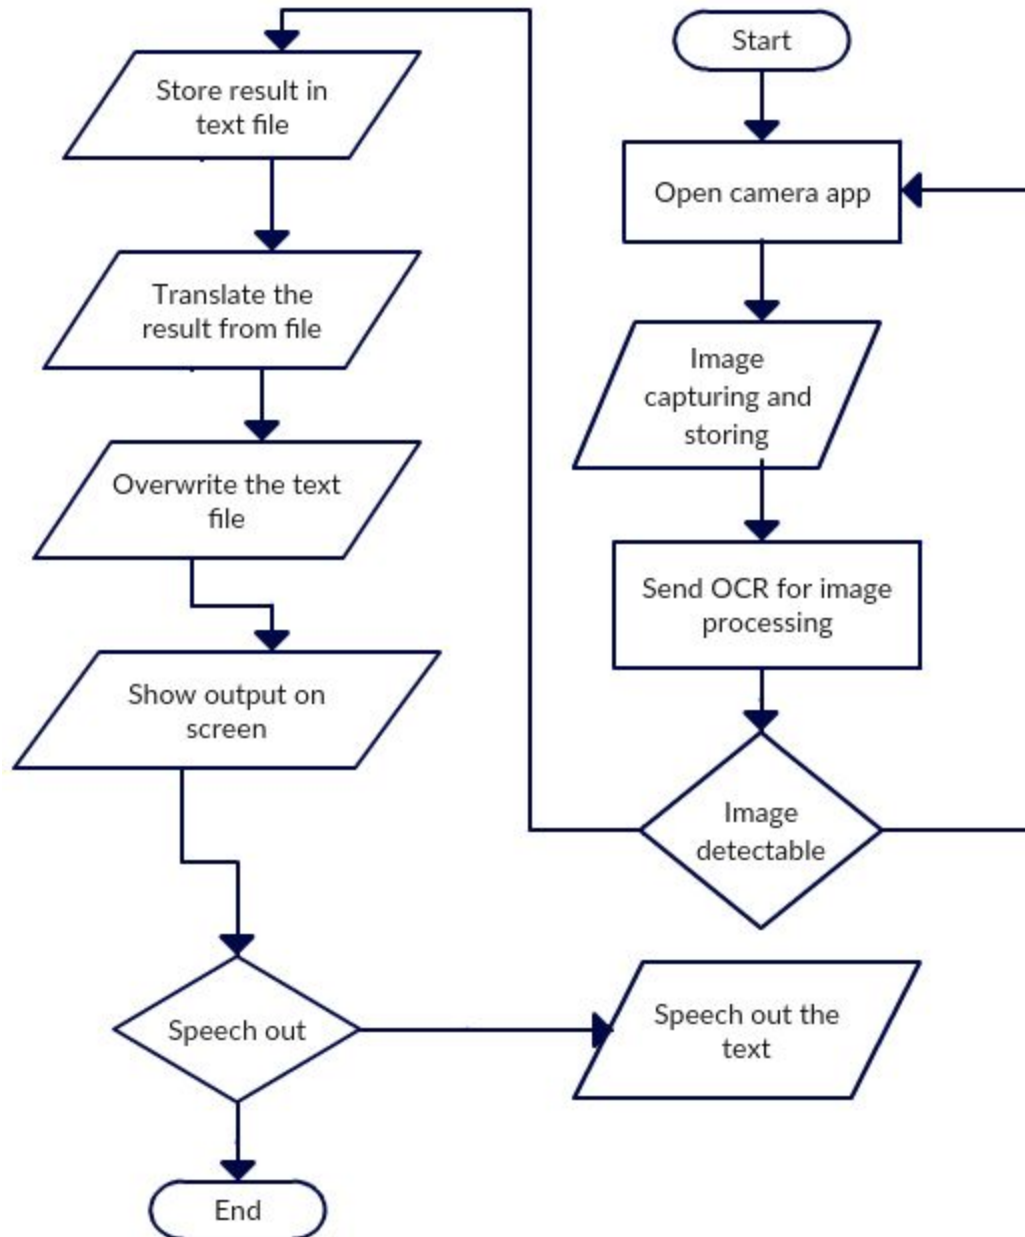 Start
Open camera app
Image
capturing and
storing
Send OCR for image
processing
Image
detectable
Store result in
text file
Translate the
result from file
Overwrite the text
file
Show output on
screen
Speech out
Speech out the
text
End